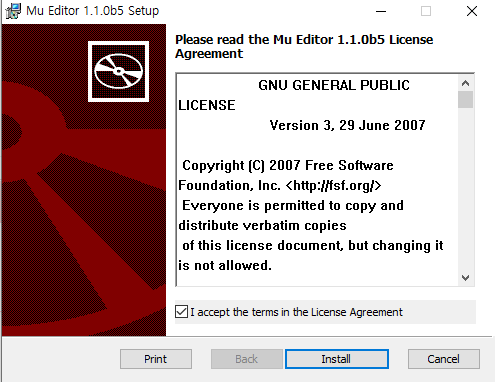 Mu Editor 1.1.0b5 Setup
Please read the Mu Editor 1.1.0b5 License
Agreement
GNU GENERAL PUBLIC
LICENSE
Version 3, 29 June 2007
Copyright (C) 2007 Free Software
Foundation, Inc. <http://fsf.org/>
Everyone is permitted to copy and
distribute verbatim copies
of this license document, but changing it
is not allowed.
I accept the terms in the License Agreement
Print
Back
Install
Cancel